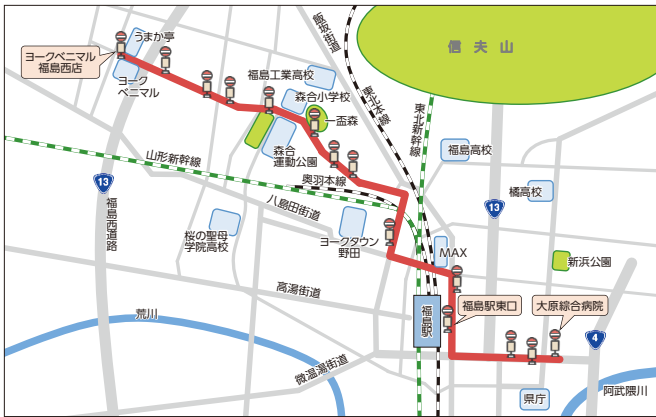 ヨークベニマル
福島西店
うまか亭
ヨーク
ベニマル
福島工業高校
森合小学校
一盃森
森合
運動公園
飯坂街道
東北本線
東北新幹線
信夫山
福島高校
橘高校
13
新浜公園
山形新幹線
奥羽本線
八島田街道
13
福島西道路
桜の聖母
学院高校
ヨークタウン
野田
MAX
高湯街道
福島駅
福島駅東口
大原綜合病院
4
荒川
微温湯街道
県庁
阿武隈川